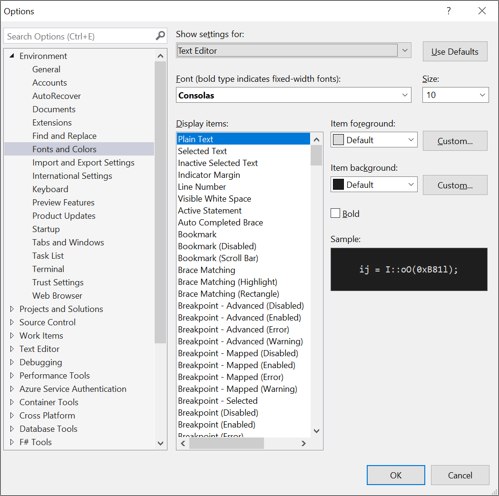 Options
?
Search Options (Ctrl+E)
Environment
General
Accounts
AutoRecover
Documents
Extensions
Find and Replace
Fonts and Colors
Import and Export Settings
International Settings
Keyboard
Preview Features
Product Updates
Startup
Tabs and Windows
Task List
Terminal
Trust Settings
Web Browser
Projects and Solutions
Source Control
Work Items
Text Editor
Debugging
Performance Tools
Azure Service Authentication
Container Tools
Cross Platform
Database Tools
F# Tools
Show settings for:
Text Editor
Use Defaults
Font (bold type indicates fixed-width fonts):
Size:
Consolas
10
Display items:
Plain Text
Selected Text
Inactive Selected Text
Indicator Margin
Line Number
Visible White Space
Active Statement
Auto Completed Brace
Bookmark
Bookmark (Disabled)
Bookmark (Scroll Bar)
Brace Matching
Brace Matching (Highlight)
Brace Matching (Rectangle)
Breakpoint - Advanced (Disabled)
Breakpoint - Advanced (Enabled)
Breakpoint - Advanced (Error)
Breakpoint - Advanced (Warning)
Breakpoint - Mapped (Disabled)
Breakpoint - Mapped (Enabled)
Breakpoint - Mapped (Error)
Breakpoint - Mapped (Warning)
Breakpoint - Selected
Breakpoint (Disabled)
Breakpoint (Enabled)
Breakpoint (Error)
Item foreground:
Default
Custom...
Item background:
Default
Custom...
Bold
Sample:
ij = I::oO(0xB81l);
OK
Cancel